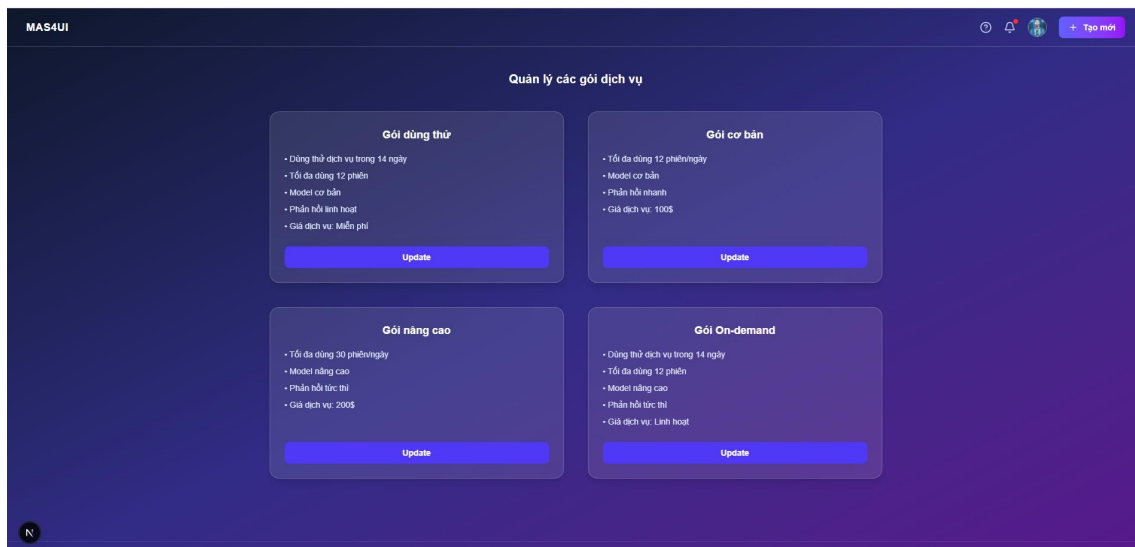 MAS4UI
+ Tạo mới
Quản lý các gói dịch vụ
Gói dùng thử
• Dùng thử dịch vụ trong 14 ngày
• Tối đa dùng 12 phiên
• Model cơ bản
• Phản hồi linh hoạt
• Giá dịch vụ: Miễn phí
Update
Gói cơ bản
• Tối đa dùng 12 phiên/ngày
• Model cơ bản
• Phản hồi nhanh
• Giá dịch vụ: 100$
Update
Gói nâng cao
• Tối đa dùng 30 phiên/ngày
• Model nâng cao
• Phản hồi tức thì
• Giá dịch vụ: 200$
Update
Gói On-demand
• Dùng thử dịch vụ trong 14 ngày
• Tối đa dùng 12 phiên
• Model nâng cao
• Phản hồi tức thì
• Giá dịch vụ: Linh hoạt
Update
N